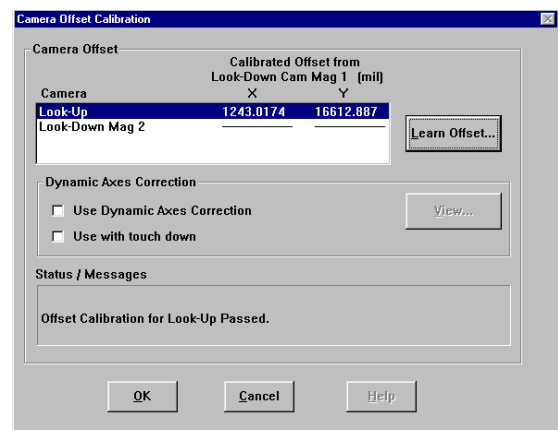 Camera Offset Calibration
Camera Offset
Calibrated Offset from
Look-Down Cam Mag 1 (mil)
Camera X Y
Look-Up 1243.0174 16612.887
Look-Down Mag 2
Learn Offset...
Dynamic Axes Correction
Use Dynamic Axes Correction
View...
Use with touch down
Status / Messages
Offset Calibration for Look-Up Passed.
OK Cancel Help